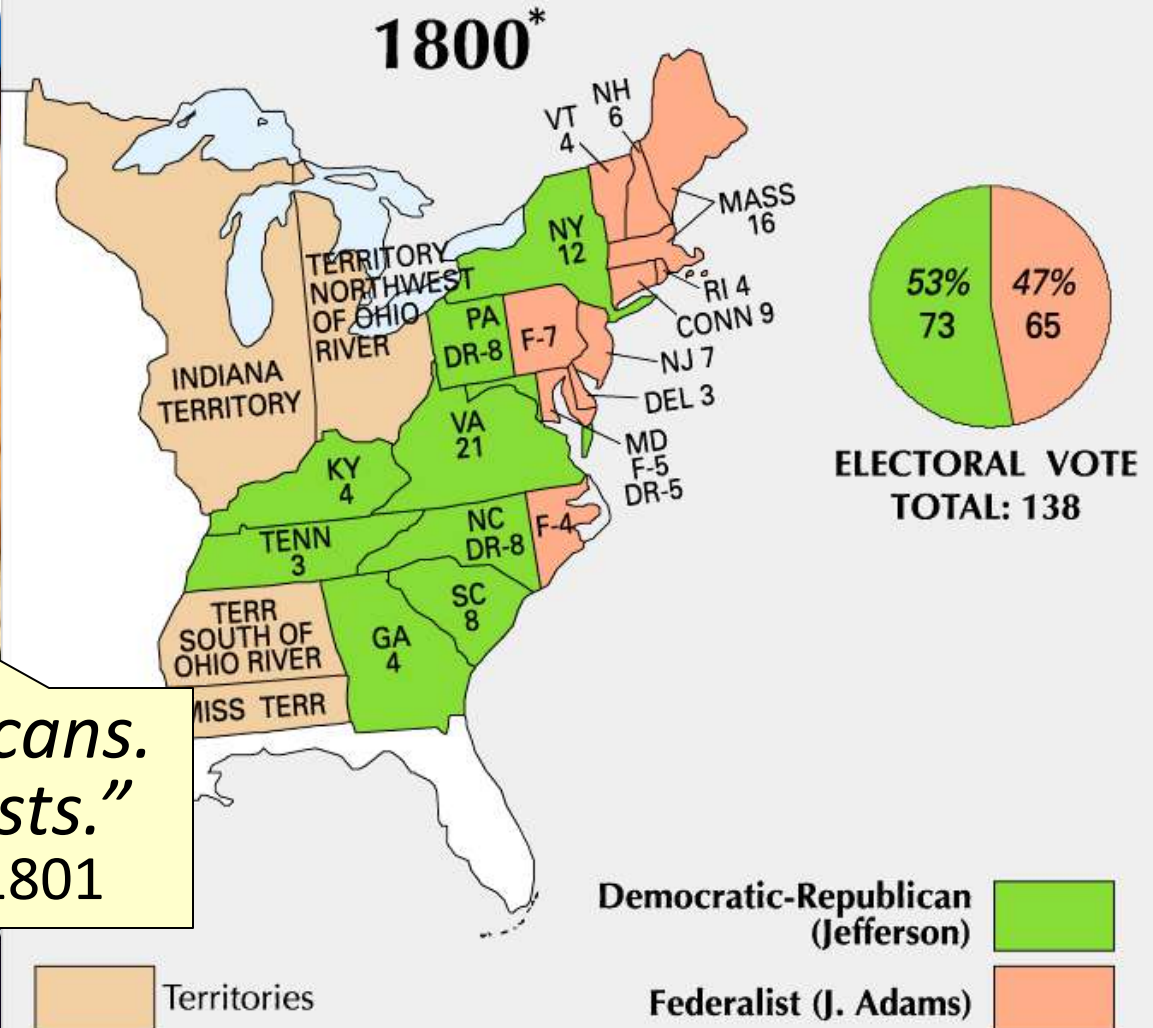 1800*
NH
6
VT
4
MASS
16
NY
12
RI 4
CONN 9
TERRITORY
NORTHWEST
OF OHIO
RIVER
PA
DR-8
F-7
NJ 7
DEL 3
INDIANA
TERRITORY
VA
21
MD
F-5
DR-5
KY
4
NC
DR-8
F-4
TENN
3
SC
8
TERR
SOUTH OF
OHIO RIVER
GA
4
MISS TERR
53%
73
47%
65
ELECTORAL VOTE
TOTAL: 138
cans.
sts.”
1801
Democratic-Republican
(Jefferson)
Territories
Federalist (J. Adams)